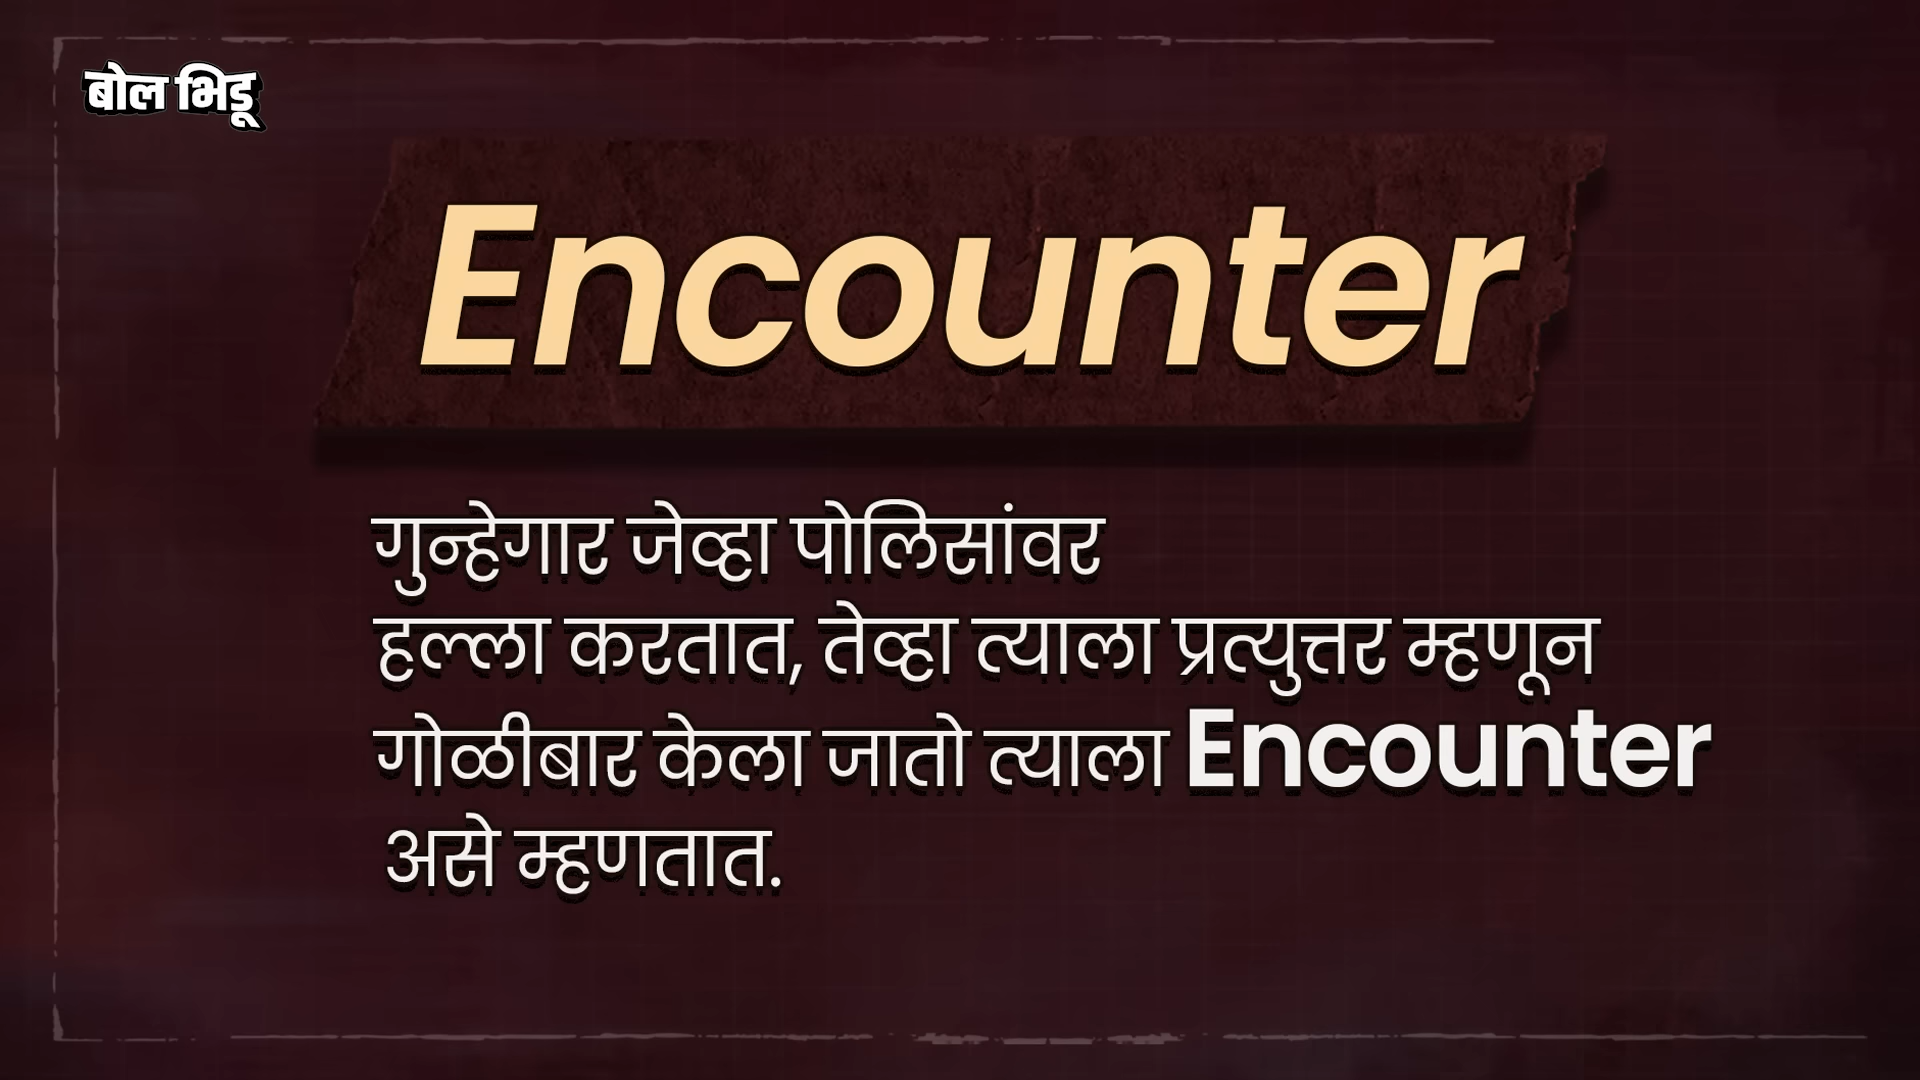 बोल भिडू
Encounter
गुन्हेगार जेव्हा पोलिसांवर
हल्ला करतात, तेव्हा त्याला प्रत्युत्तर म्हणून
गोळीबार केला जातो त्याला Encounter
असे म्हणतात.